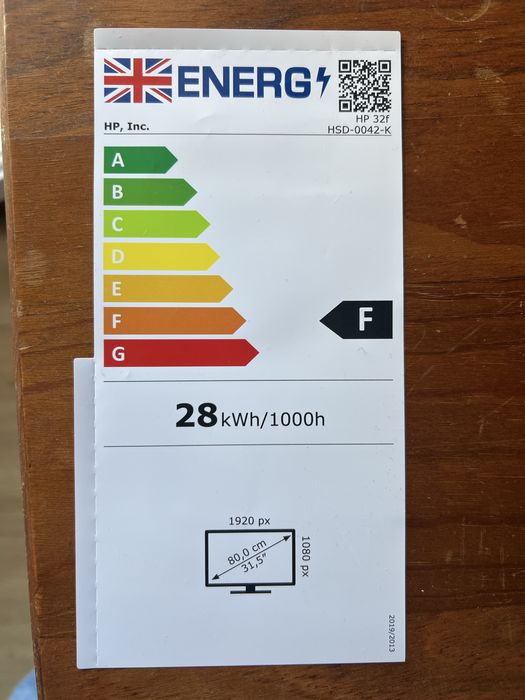 ENERG
HP 32f
HP, Inc.
HSD-0042-K
A
B
C
D
E
F
F
G
28 kWh/1000h
1920 px
80,0 cm
31,5"
1080 px
2019/2013